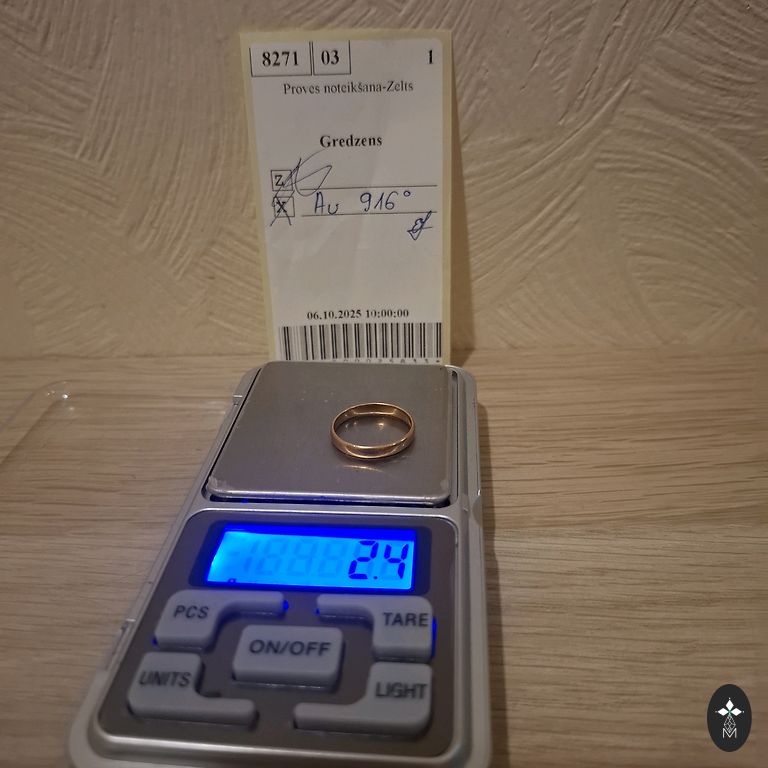 8271 03 1
Proves noteikšana-Zelts
Gredzens
Z
X Au 916°
06.10.2025 10:00:00
2.4
PCS TARE
ON/OFF
UNITS LIGHT
M